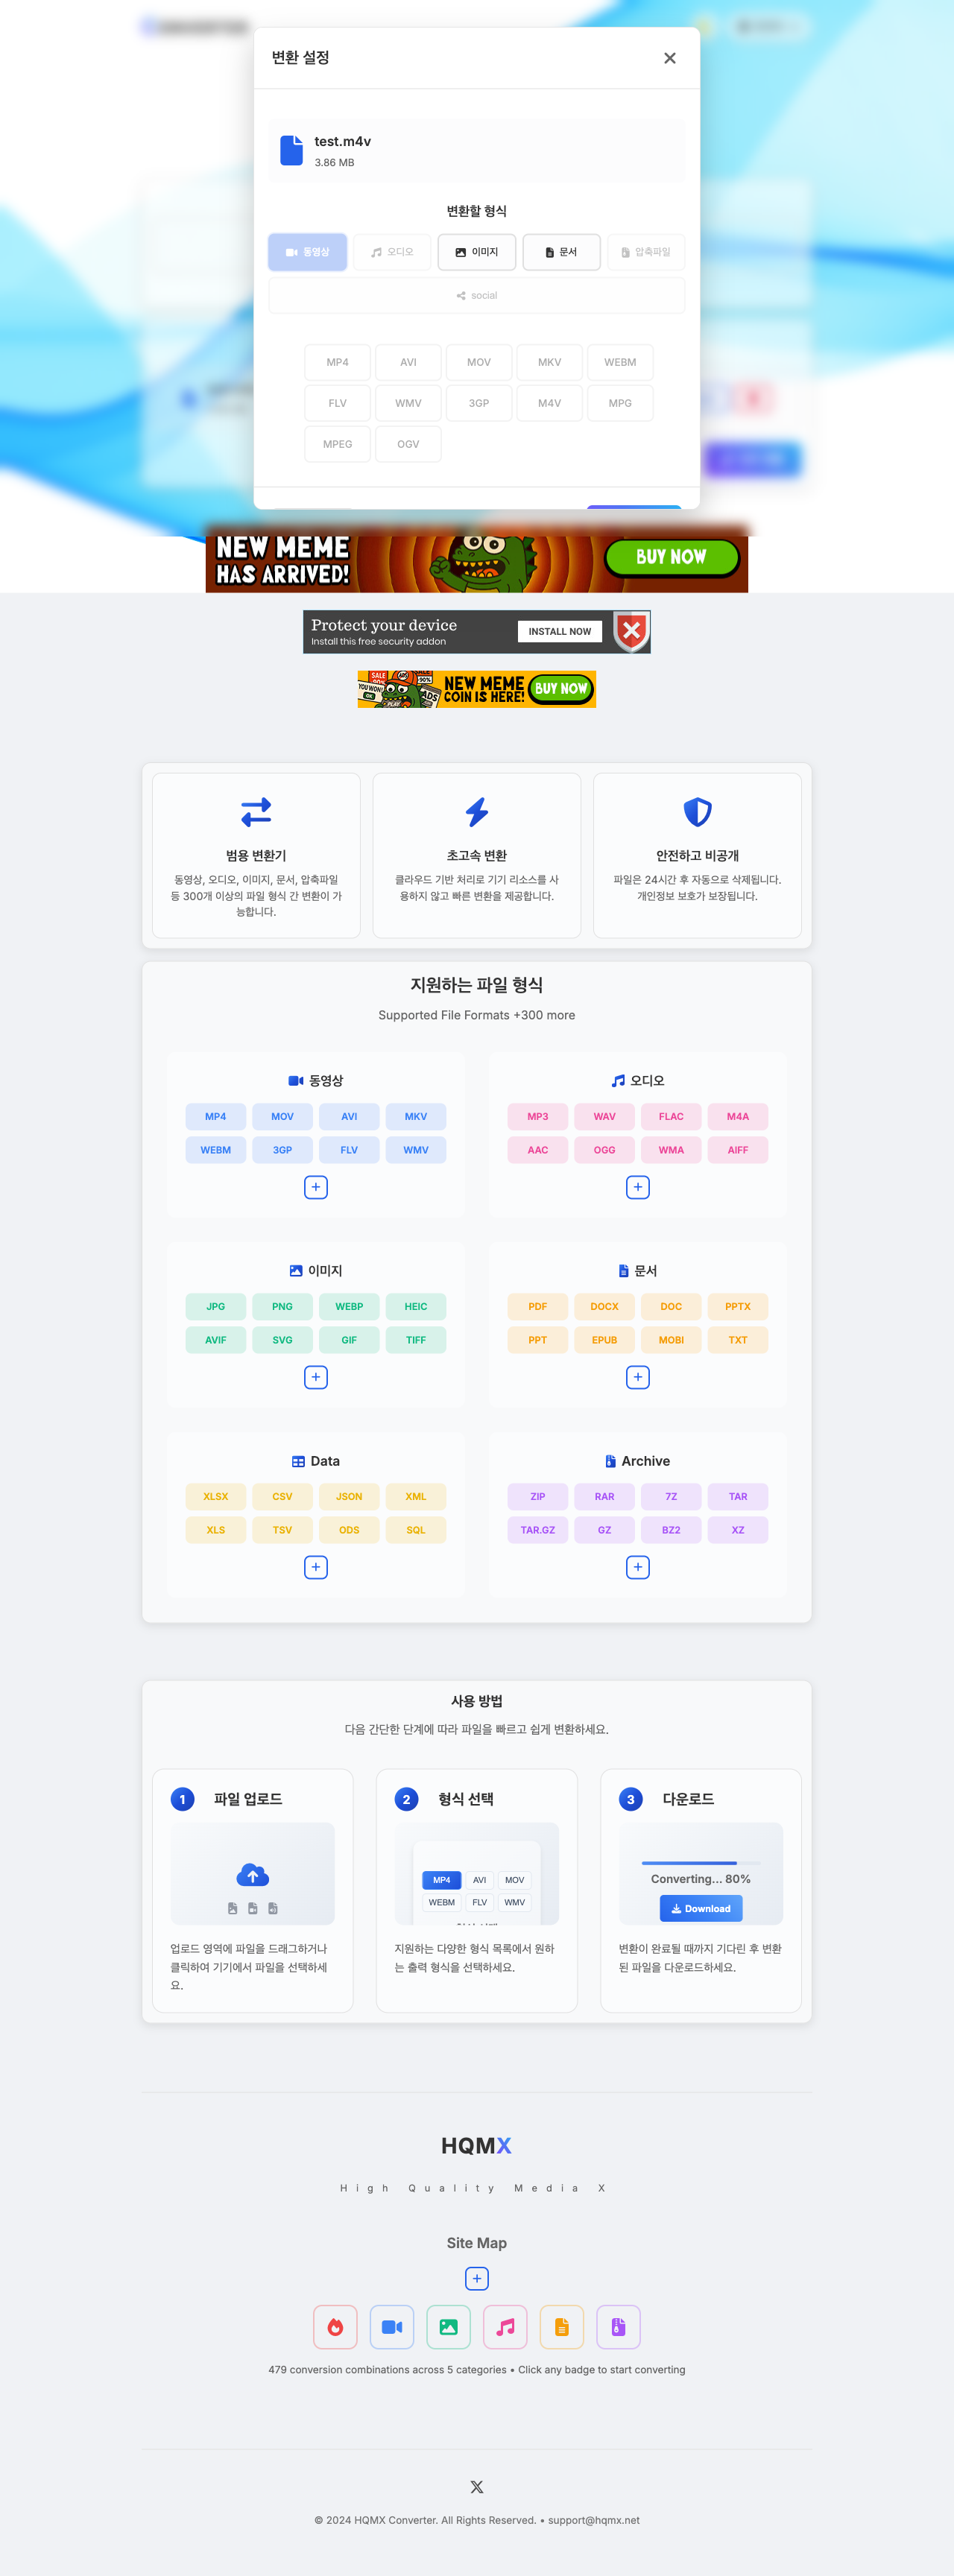 변환 설정
test.m4v
3.86 MB
변환할 형식
동영상 오디오 이미지 문서 압축파일
social
MP4 AVI MOV MKV WEBM
FLV WMV 3GP M4V MPG
MPEG OGV
NEW MEME
HAS ARRIVED!
BUY NOW
Protect your device
Install this free security addon
INSTALL NOW
SALE
YOU WON!
OK
90%
ADS
NEW MEME
COIN IS HERE!
BUY NOW
범용 변환기
동영상, 오디오, 이미지, 문서, 압축파일
등 300개 이상의 파일 형식 간 변환이 가
능합니다.
초고속 변환
클라우드 기반 처리로 기기 리소스를 사
용하지 않고 빠른 변환을 제공합니다.
안전하고 비공개
파일은 24시간 후 자동으로 삭제됩니다.
개인정보 보호가 보장됩니다.
지원하는 파일 형식
Supported File Formats +300 more
동영상
MP4 MOV AVI MKV
WEBM 3GP FLV WMV
오디오
MP3 WAV FLAC M4A
AAC OGG WMA AIFF
이미지
JPG PNG WEBP HEIC
AVIF SVG GIF TIFF
문서
PDF DOCX DOC PPTX
PPT EPUB MOBI TXT
Data
XLSX CSV JSON XML
XLS TSV ODS SQL
Archive
ZIP RAR 7Z TAR
TAR.GZ GZ BZ2 XZ
사용 방법
다음 간단한 단계에 따라 파일을 빠르고 쉽게 변환하세요.
1 파일 업로드
업로드 영역에 파일을 드래그하거나
클릭하여 기기에서 파일을 선택하세
요.
2 형식 선택
MP4 AVI MOV
WEBM FLV WMV
지원하는 다양한 형식 목록에서 원하
는 출력 형식을 선택하세요.
3 다운로드
Converting... 80%
Download
변환이 완료될 때까지 기다린 후 변환
된 파일을 다운로드하세요.
HQMX
High Quality Media X
Site Map
479 conversion combinations across 5 categories • Click any badge to start converting
© 2024 HQMX Converter. All Rights Reserved. • support@hqmx.net